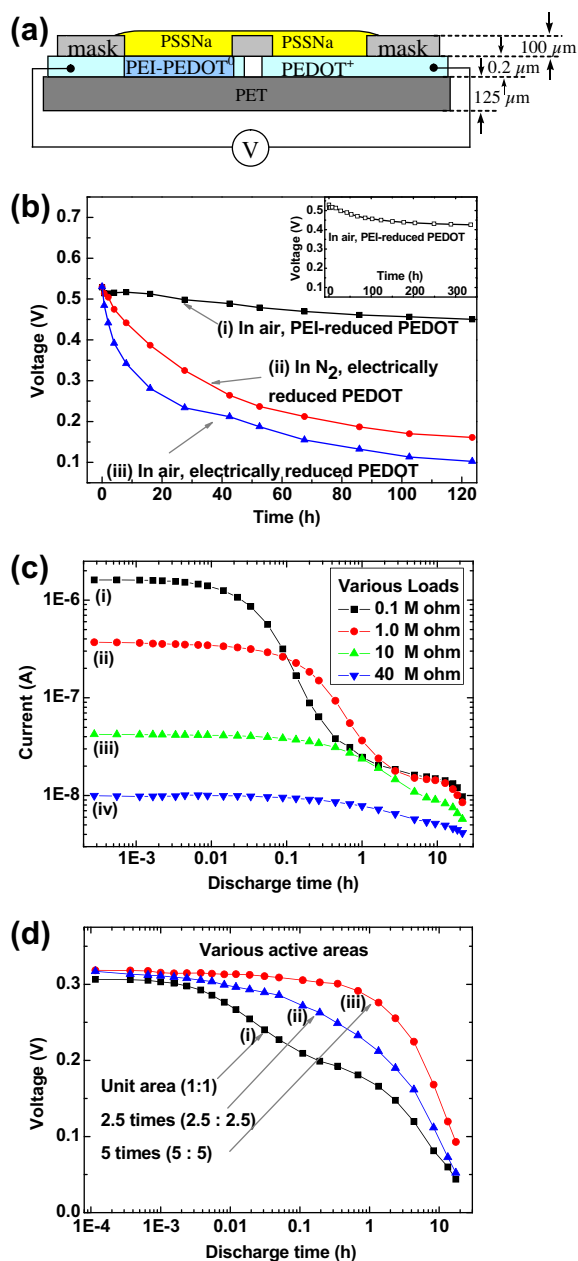 (a)
PSSNa PSSNa
mask mask
100 µm
PEI-PEDOT⁰ PEDOT⁺
0.2 µm
PET
125 µm
V
(b)
0.7
0.6
0.5
0.4
0.3
0.2
0.1
Voltage (V)
0.5
0.4
0.3
0.2
0.1
Voltage (V)
In air, PEI-reduced PEDOT
Time (h)
0 100 200 300
(i) In air, PEI-reduced PEDOT
(ii) In N₂, electrically
reduced PEDOT
(iii) In air, electrically reduced PEDOT
0 20 40 60 80 100 120
Time (h)
(c)
1E-6
1E-7
1E-8
Current (A)
(i)
(ii)
(iii)
(iv)
Various Loads
0.1 M ohm
1.0 M ohm
10 M ohm
40 M ohm
1E-3 0.01 0.1 1 10
Discharge time (h)
(d)
Various active areas
0.3
0.2
0.1
0.0
Voltage (V)
(i)
(ii)
(iii)
Unit area (1:1)
2.5 times (2.5 : 2.5)
5 times (5 : 5)
1E-4 1E-3 0.01 0.1 1 10
Discharge time (h)